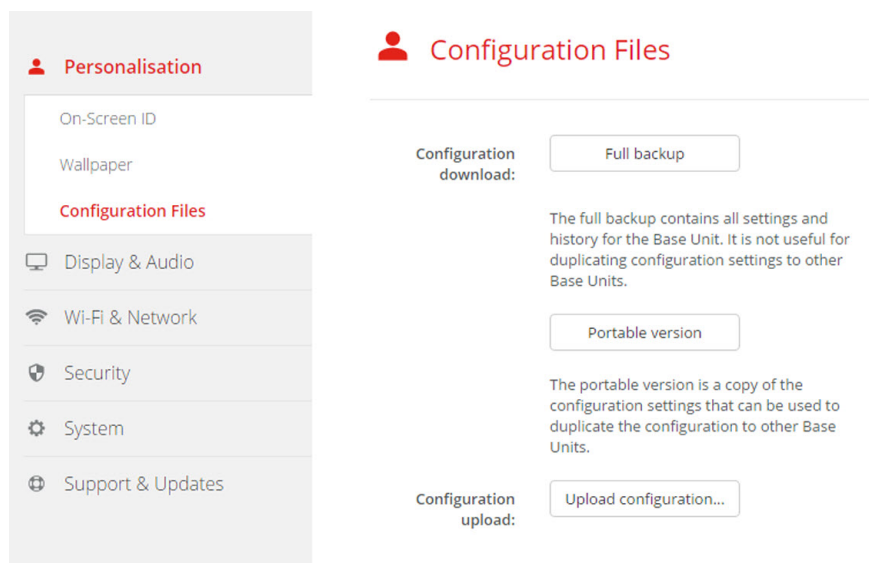 Personalisation
On-Screen ID
Wallpaper
Configuration Files
Display & Audio
Wi-Fi & Network
Security
System
Support & Updates
Configuration Files
Configuration
download:
Full backup
The full backup contains all settings and
history for the Base Unit. It is not useful for
duplicating configuration settings to other
Base Units.
Portable version
The portable version is a copy of the
configuration settings that can be used to
duplicate the configuration to other Base
Units.
Configuration
upload:
Upload configuration...